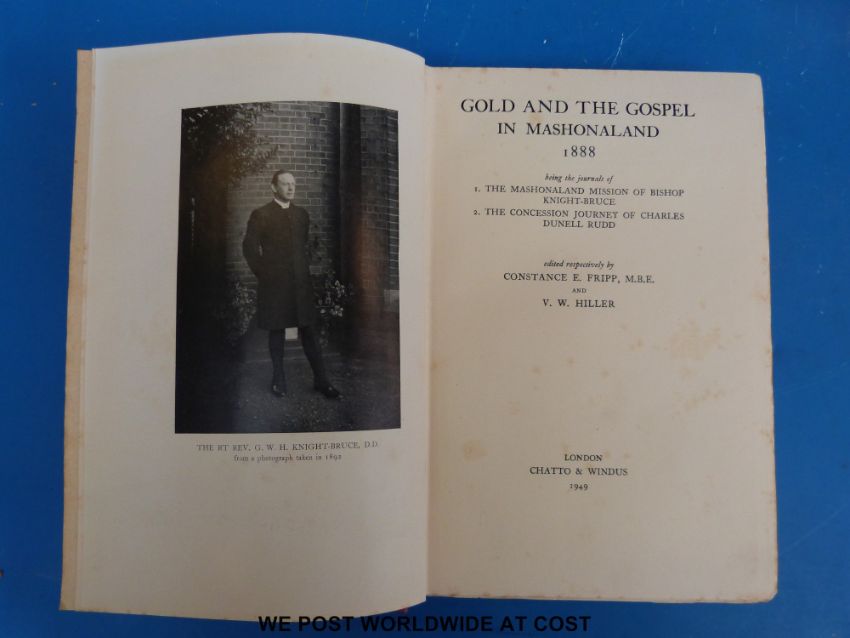 THE RT REV. G. W. H. KNIGHT-BRUCE, D.D.
from a photograph taken in 1892
GOLD AND THE GOSPEL
IN MASHONALAND
1888
being the journals of
1. THE MASHONALAND MISSION OF BISHOP
KNIGHT-BRUCE
2. THE CONCESSION JOURNEY OF CHARLES
DUNELL RUDD
edited respectively by
CONSTANCE E. FRIPP, M.B.E.
AND
V. W. HILLER
LONDON
CHATTO & WINDUS
1949
WE POST WORLDWIDE AT COST